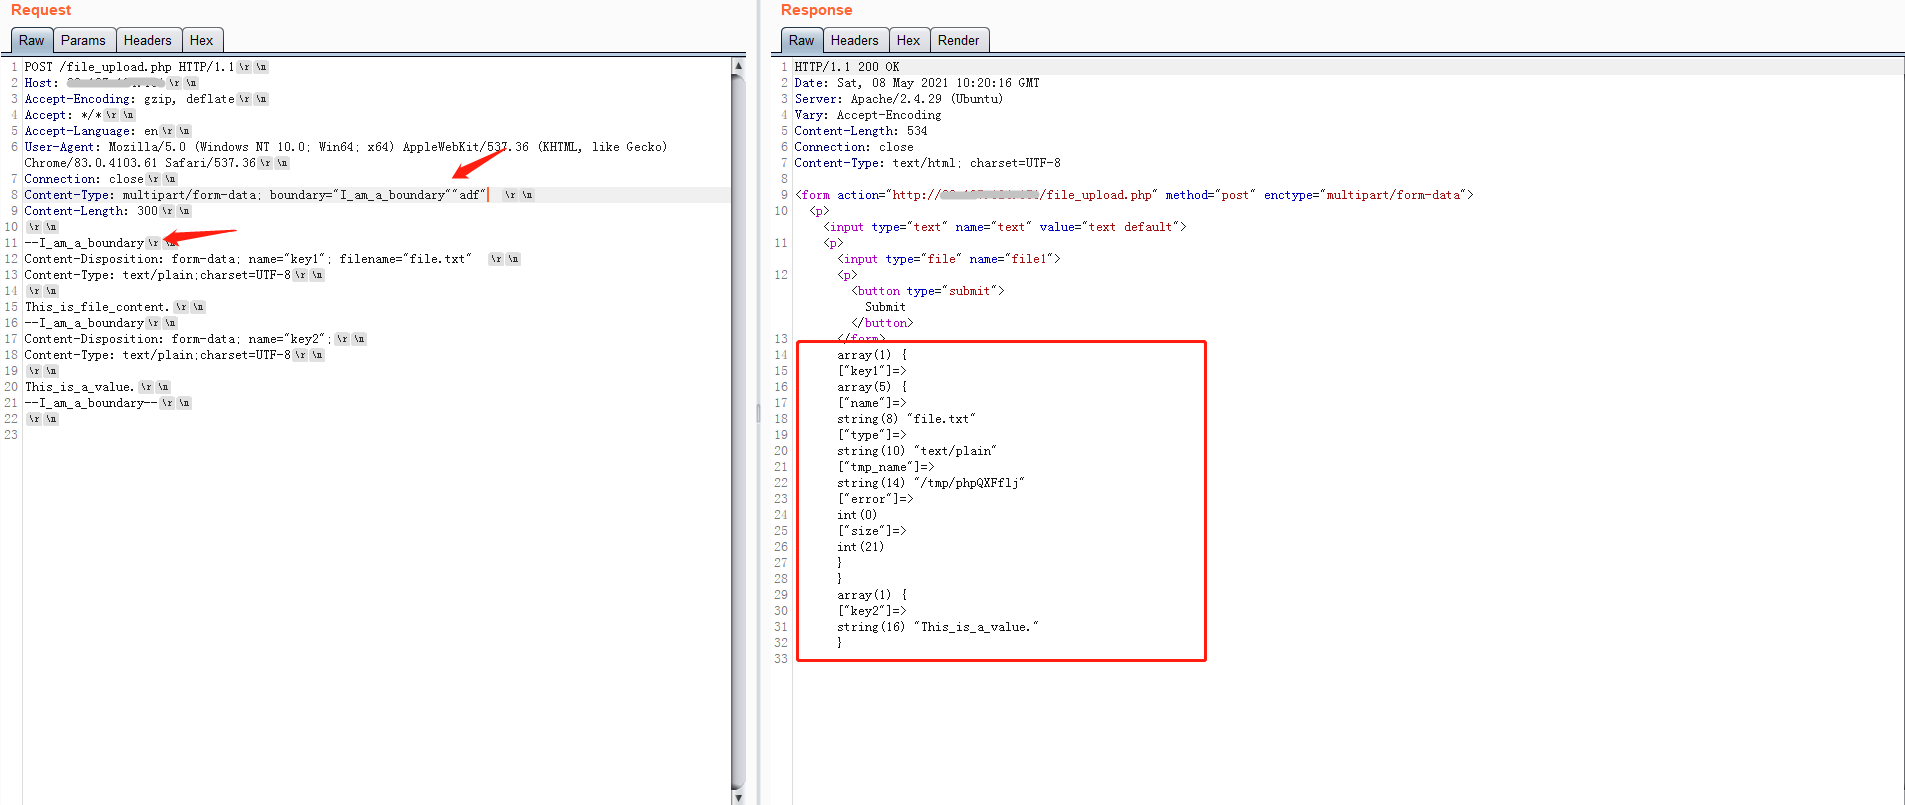 Request
Raw Params Headers Hex
1 POST /file_upload.php HTTP/1.1\r \n
2 Host: \r \n
3 Accept-Encoding: gzip, deflate\r \n
4 Accept: */*\r \n
5 Accept-Language: en\r \n
6 User-Agent: Mozilla/5.0 (Windows NT 10.0; Win64; x64) AppleWebKit/537.36 (KHTML, like Gecko)
Chrome/83.0.4103.61 Safari/537.36\r \n
7 Connection: close\r \n
8 Content-Type: multipart/form-data; boundary="I_am_a_boundary""adf" \r \n
9 Content-Length: 300\r \n
10 \r \n
11 --I_am_a_boundary\r \n
12 Content-Disposition: form-data; name="key1"; filename="file.txt" \r \n
13 Content-Type: text/plain;charset=UTF-8\r \n
14 \r \n
15 This_is_file_content.\r \n
16 --I_am_a_boundary\r \n
17 Content-Disposition: form-data; name="key2";\r \n
18 Content-Type: text/plain;charset=UTF-8\r \n
19 \r \n
20 This_is_a_value.\r \n
21 --I_am_a_boundary--\r \n
22 \r \n
23
Response
Raw Headers Hex Render
1 HTTP/1.1 200 OK
2 Date: Sat, 08 May 2021 10:20:16 GMT
3 Server: Apache/2.4.29 (Ubuntu)
4 Vary: Accept-Encoding
5 Content-Length: 534
6 Connection: close
7 Content-Type: text/html; charset=UTF-8
8
9 <form action="http:///file_upload.php" method="post" enctype="multipart/form-data">
10 <p>
<input type="text" name="text" value="text default">
11 <p>
<input type="file" name="file1">
12 <p>
<button type="submit">
Submit
</button>
13 </form>
14 array(1) {
15 ["key1"]=>
16 array(5) {
17 ["name"]=>
18 string(8) "file.txt"
19 ["type"]=>
20 string(10) "text/plain"
21 ["tmp_name"]=>
22 string(14) "/tmp/phpQXFflj"
23 ["error"]=>
24 int(0)
25 ["size"]=>
26 int(21)
27 }
28 }
29 array(1) {
30 ["key2"]=>
31 string(16) "This_is_a_value."
32 }
33